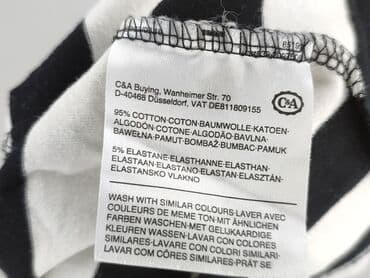 C&A Buying, Wanheimer Str. 70
D-40468 Düsseldorf, VAT DE811809155
C&A
95% COTTON-COTON-BAUMWOLLE-KATOEN-
ALGODÓN-COTONE-ALGODÃO-BAVLNA-
BAWEŁNA-PAMUT-BOMBAŽ-BUMBAC-PAMUK
5% ELASTANE-ELASTHANNE-ELASTHAN-
ELASTAAN-ELASTANO-ELASTAN-ELASZTÁN-
ELASTANSKO VLAKNO
WASH WITH SIMILAR COLOURS-LAVER AVEC
COULEURS DE MEME TON-MIT ÄHNLICHEN
FARBEN WASCHEN-MET GELIJKAARDIGE
KLEUREN WASSEN-LAVAR CON COLORES
SIMILARES-LAVARE CON COLORI SIMILI-
LAVAR COM CÔRES SIMILARES-PRÁT SE